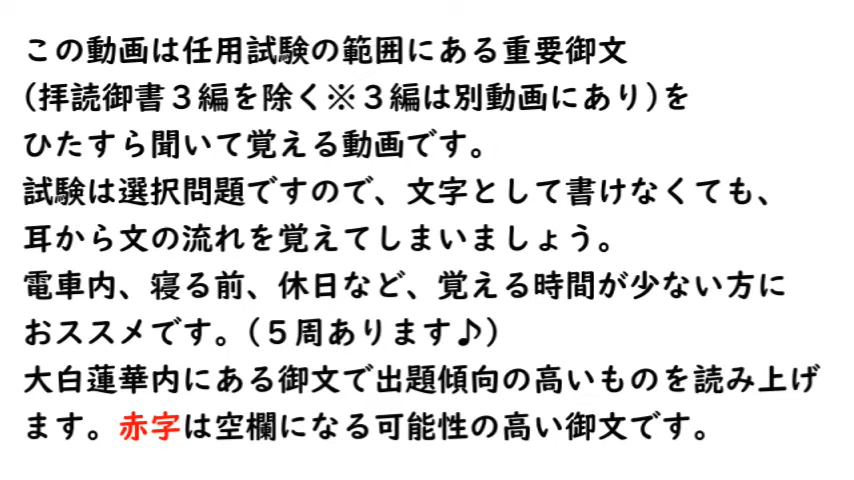 この動画は任用試験の範囲にある重要御文
(拝読御書３編を除く※３編は別動画にあり)を
ひたすら聞いて覚える動画です。
試験は選択問題ですので、文字として書けなくても、
耳から文の流れを覚えてしまいましょう。
電車内、寝る前、休日など、覚える時間が少ない方に
おススメです。(５周あります♪)
大白蓮華内にある御文で出題傾向の高いものを読み上げ
ます。赤字は空欄になる可能性の高い御文です。